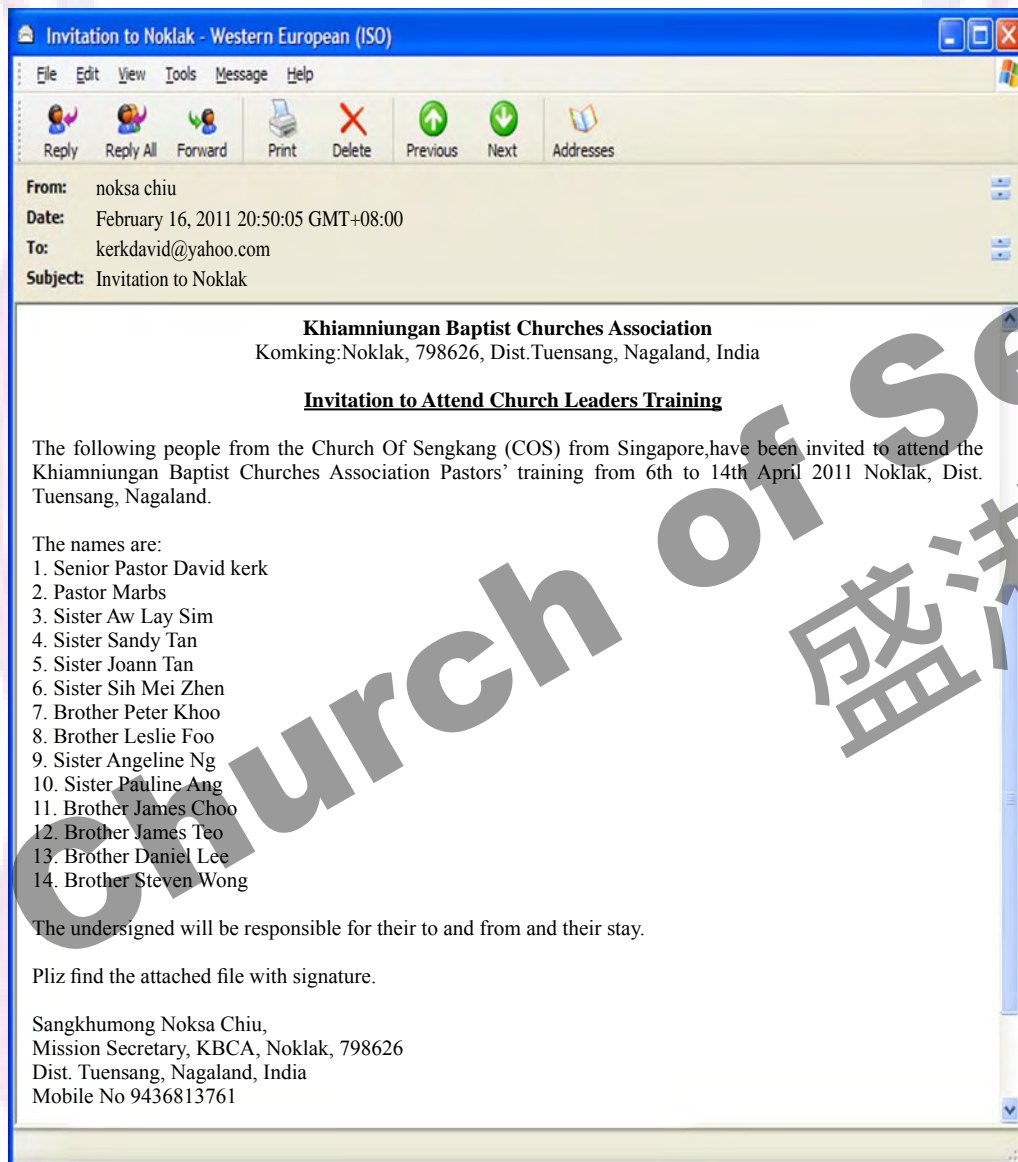 Invitation to Noklak - Western European (ISO)
File Edit View Tools Message Help
Reply Reply All Forward Print Delete Previous Next Addresses
From: noksa chiu
Date: February 16, 2011 20:50:05 GMT+08:00
To: kerkdavid@yahoo.com
Subject: Invitation to Noklak
Khiamniungan Baptist Churches Association
Komking:Noklak, 798626, Dist.Tuensang, Nagaland, India
Invitation to Attend Church Leaders Training
The following people from the Church Of Sengkang (COS) from Singapore,have been invited to attend the
Khiamniungan Baptist Churches Association Pastors’ training from 6th to 14th April 2011 Noklak, Dist.
Tuensang, Nagaland.
The names are:
1. Senior Pastor David kerk
2. Pastor Marbs
3. Sister Aw Lay Sim
4. Sister Sandy Tan
5. Sister Joann Tan
6. Sister Sih Mei Zhen
7. Brother Peter Khoo
8. Brother Leslie Foo
9. Sister Angeline Ng
10. Sister Pauline Ang
11. Brother James Choo
12. Brother James Teo
13. Brother Daniel Lee
14. Brother Steven Wong
The undersigned will be responsible for their to and from and their stay.
Pliz find the attached file with signature.
Sangkhumong Noksa Chiu,
Mission Secretary, KBCA, Noklak, 798626
Dist. Tuensang, Nagaland, India
Mobile No 9436813761
Church of Se
盛